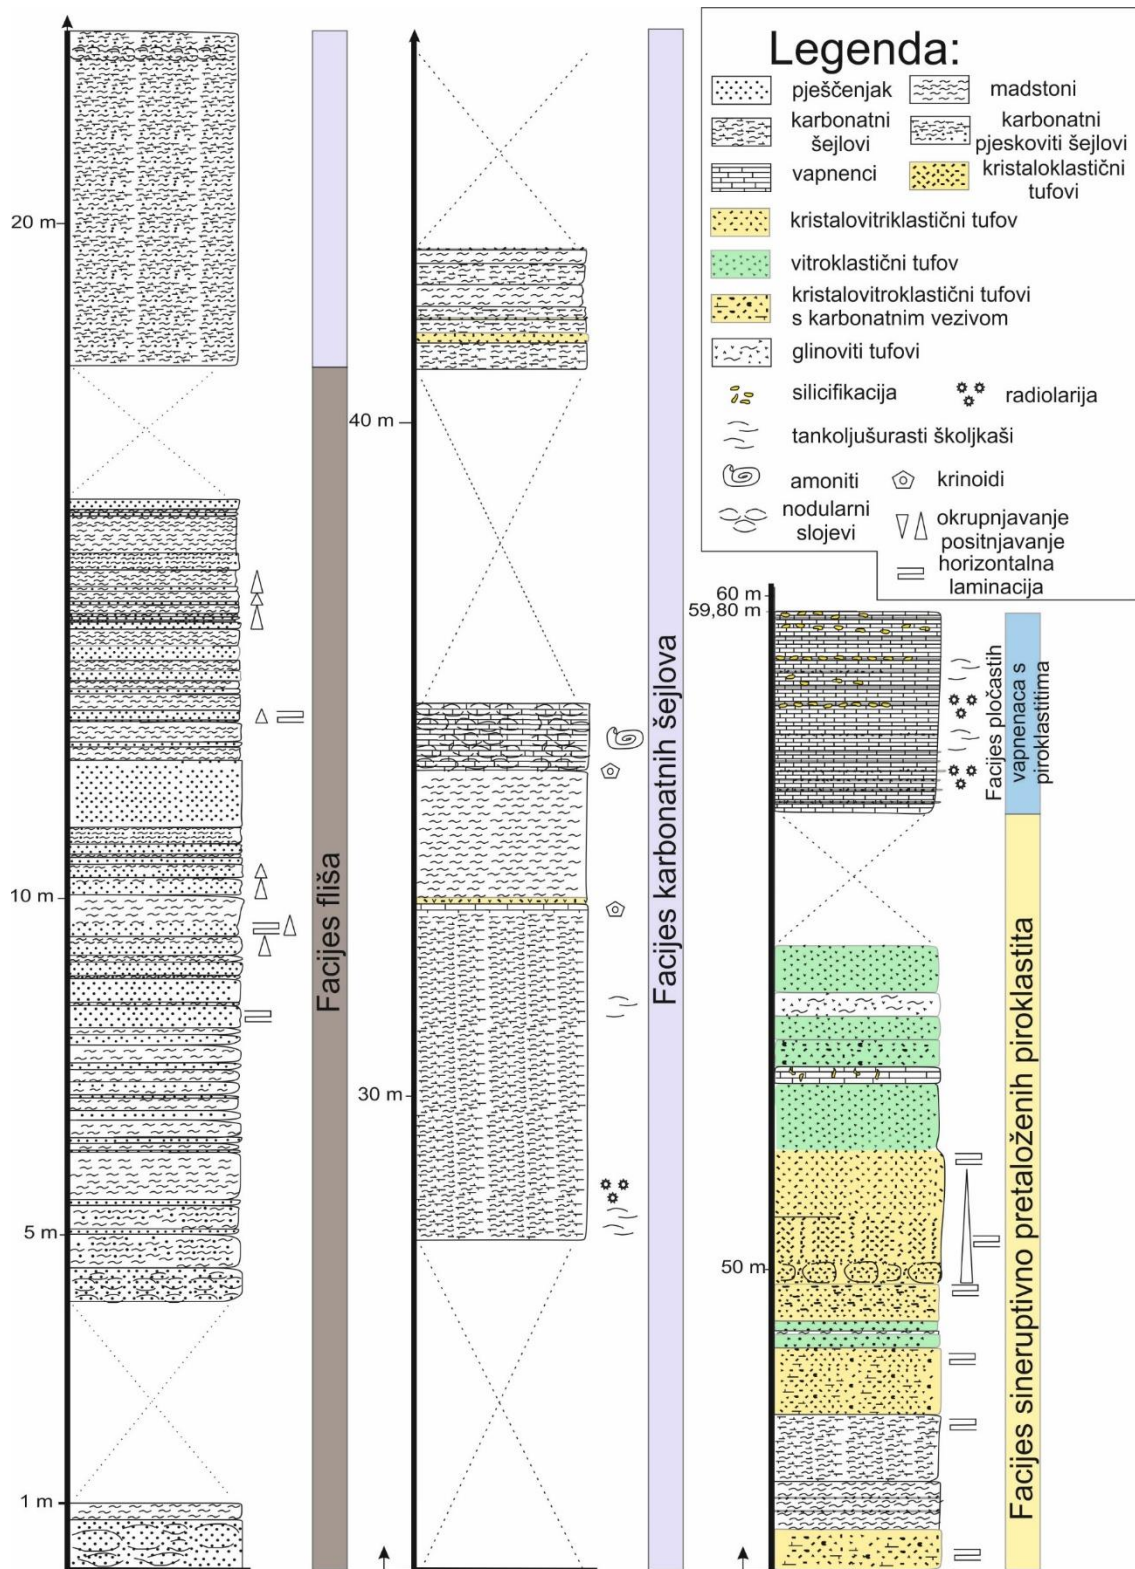 Legenda:
pješčenjak
madstoni
karbonatni
šejlovi
karbonatni
pjeskoviti šejlovi
vapnenci
kristaloklastični
tufovi
kristalovitriklastični tufov
vitroklastični tufov
kristalovitroklastični tufovi
s karbonatnim vezivom
glinoviti tufovi
silicifikacija
radiolarija
tankoljušurasti školjkaši
amoniti
krinoidi
nodularni
slojevi
okrupnjavanje
positnjavanje
horizontalna
laminacija
20 m
10 m
5 m
1 m
Facijes fliša
40 m
30 m
Facijes karbonatnih šejlova
60 m
59,80 m
50 m
Facijes pločastih
vapnenaca s
piroklastitima
Facijes sineruptivno pretaloženih piroklastita